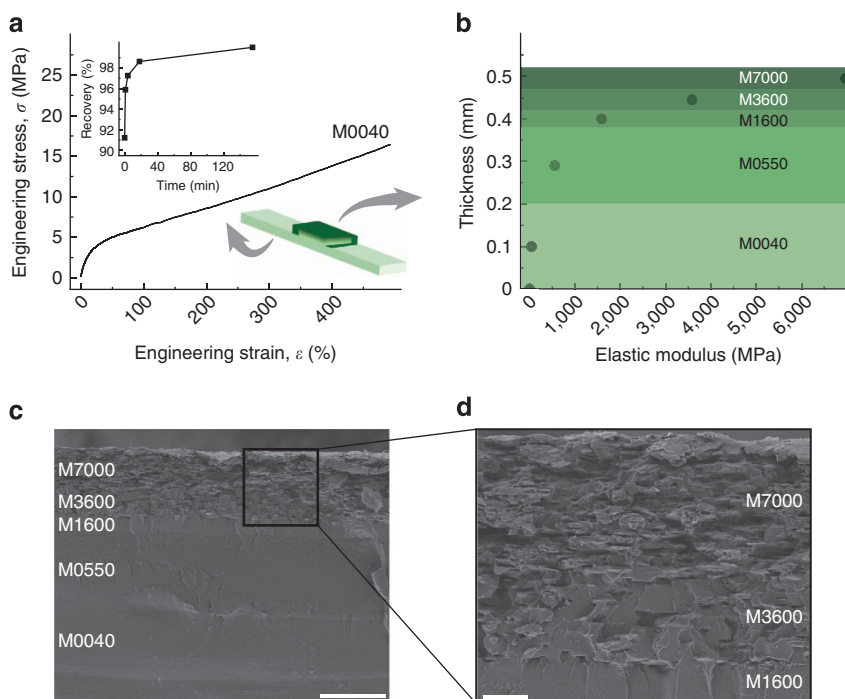 a
Engineering stress, σ (MPa)
25
20
15
10
5
0
0
100
200
300
400
Engineering strain, ε (%)
M0040
Recovery (%)
98
96
94
92
90
0
40
80
120
Time (min)
b
Thickness (mm)
0.5
0.4
0.3
0.2
0.1
0
0
1,000
2,000
3,000
4,000
5,000
6,000
Elastic modulus (MPa)
M7000
M3600
M1600
M0550
M0040
c
M7000
M3600
M1600
M0550
M0040
d
M7000
M3600
M1600